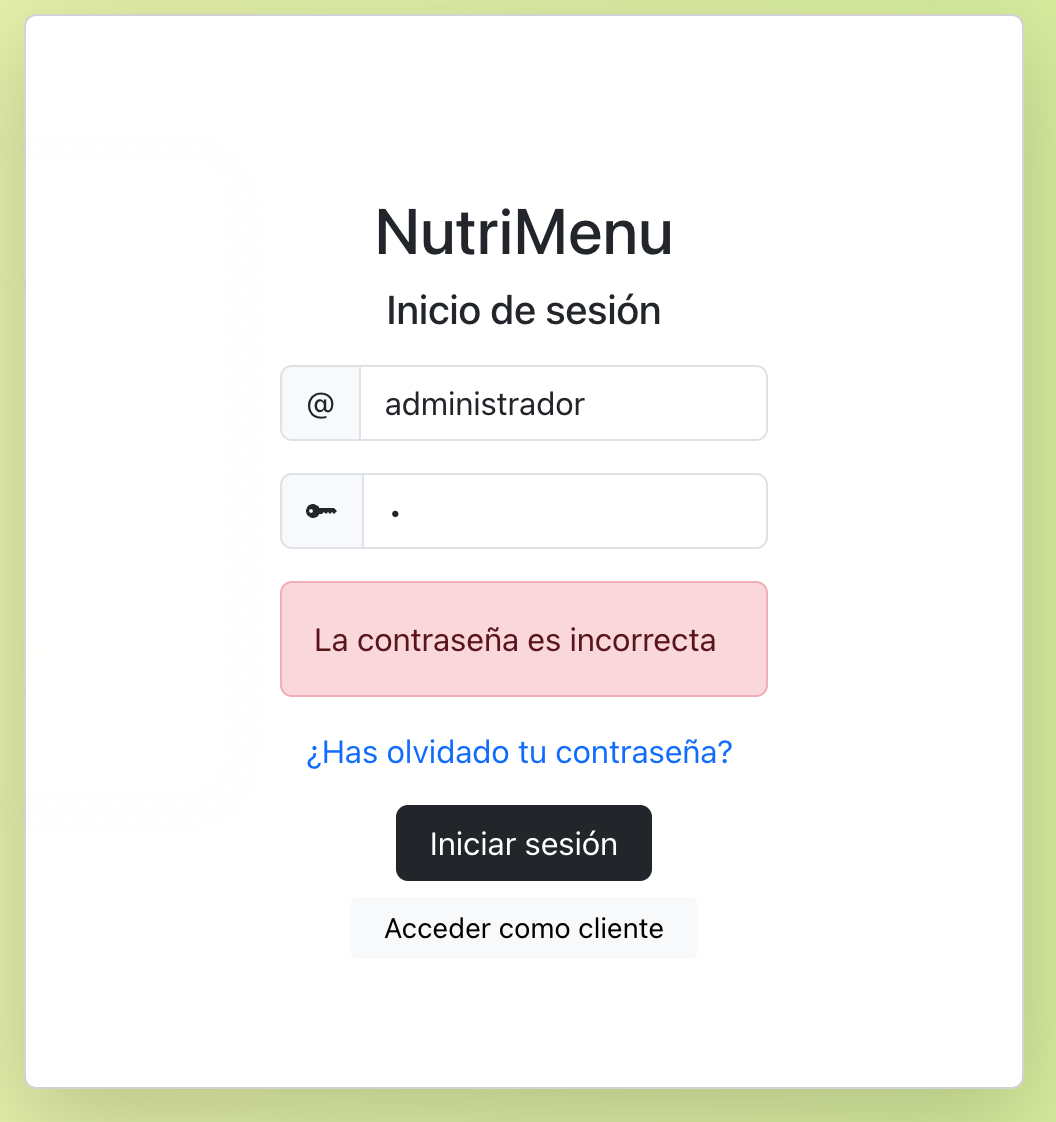 NutriMenu
Inicio de sesión
@ administrador
•
La contraseña es incorrecta
¿Has olvidado tu contraseña?
Iniciar sesión
Acceder como cliente